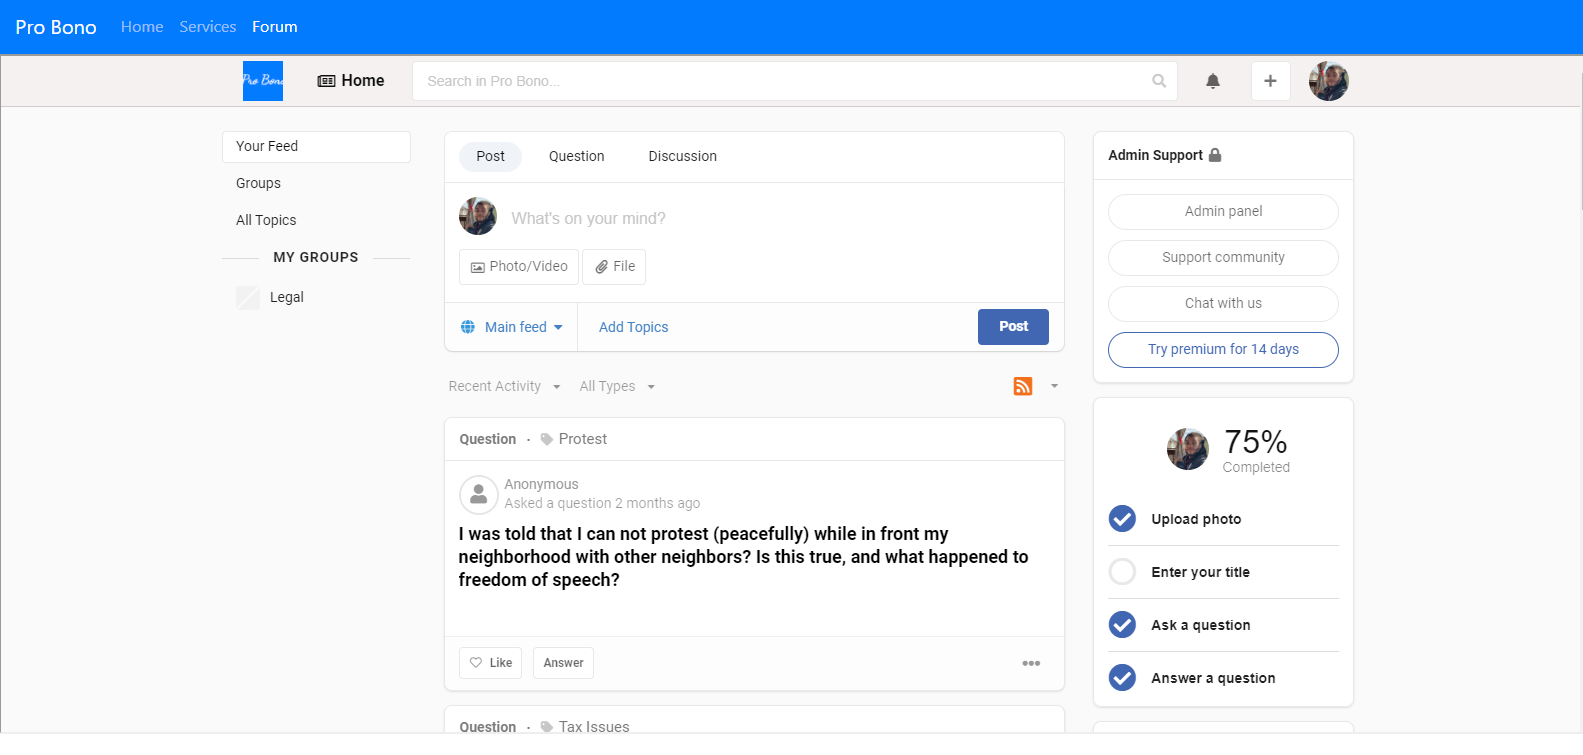 Pro Bono Home Services Forum
Pro Bono
Home
Search in Pro Bono...
Your Feed
Groups
All Topics
MY GROUPS
Legal
Post Question Discussion
What's on your mind?
Photo/Video File
Main feed Add Topics Post
Recent Activity All Types
Question · Protest
Anonymous
Asked a question 2 months ago
I was told that I can not protest (peacefully) while in front my
neighborhood with other neighbors? Is this true, and what happened to
freedom of speech?
Like Answer
Question · Tax Issues
Admin Support
Admin panel
Support community
Chat with us
Try premium for 14 days
75%
Completed
Upload photo
Enter your title
Ask a question
Answer a question